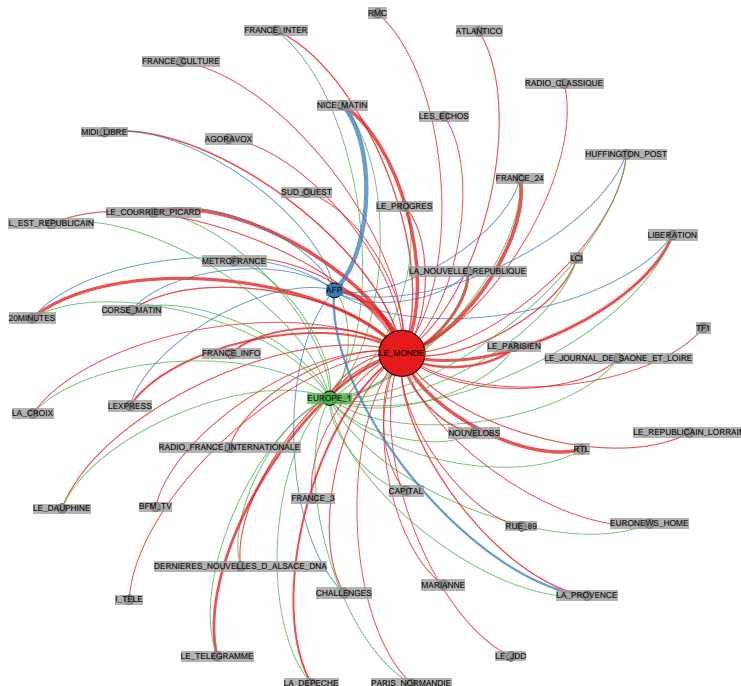 RMC
FRANCE_INTER
ATLANTICO
FRANCE_CULTURE
RADIO_CLASSIQUE
NICE_MATIN
LES_ECHOS
MIDI_LIBRE
AGORAVOX
HUFFINGTON_POST
FRANCE_24
SUD_OUEST
LE_PROGRES
LE_COURRIER_PICARD
L_EST_REPUBLICAIN
LIBERATION
METROFRANCE
LCI
LA_NOUVELLE_REPUBLIQUE
AFP
CORSE_MATIN
20MINUTES
TF1
LE_PARISIEN
FRANCE_INFO
LE_MONDE
LE_JOURNAL_DE_SAONE_ET_LOIRE
EUROPE_1
LEXPRESS
LA_CROIX
NOUVELOBS
LE_REPUBLICAIN_LORRAIN
RADIO_FRANCE_INTERNATIONALE
RTL
CAPITAL
FRANCE_3
LE_DAUPHINE
BFM_TV
RUE_89
EURONEWS_HOME
DERNIERES_NOUVELLES_D_ALSACE_DNA
MARIANNE
CHALLENGES
LA_PROVENCE
I_TELE
LE_TELEGRAMME
LE_JDD
LA_DEPECHE
PARIS_NORMANDIE